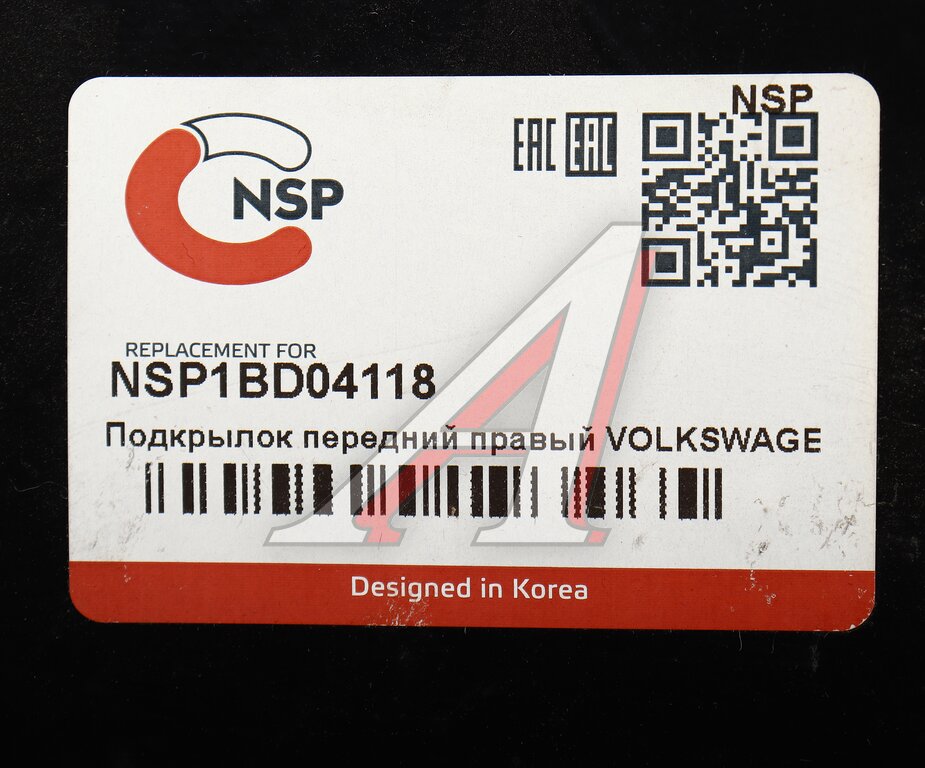 NSP
EAC EAC
NSP
REPLACEMENT FOR
NSP1BD04118
Подкрылок передний правый VOLKSWAGE
Designed in Korea